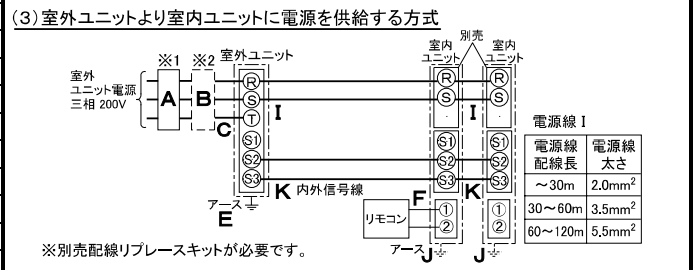 (3)室外ユニットより室内ユニットに電源を供給する方式
※1 ※2 室外ユニット
別売
室内ユニット
室内ユニット
室外
ユニット電源
三相 200V
A
B
C
R
S
T
S1
S2
S3
I
R
S
S1
S2
S3
I
R
S
S1
S2
S3
K 内外信号線
K
アース
E
F
リモコン
①
②
①
②
アース J
J
電源線 I
電源線配線長 電源線太さ
～30m 2.0mm²
30～60m 3.5mm²
60～120m 5.5mm²
※別売配線リプレースキットが必要です。